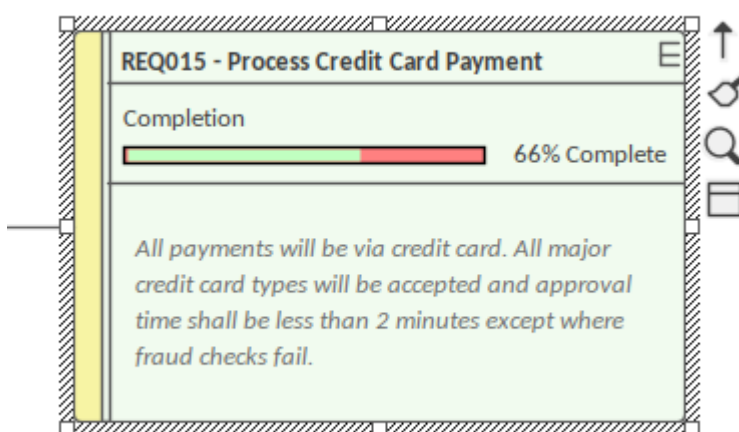 REQ015 - Process Credit Card Payment
Completion
66% Complete
All payments will be via credit card. All major
credit card types will be accepted and approval
time shall be less than 2 minutes except where
fraud checks fail.